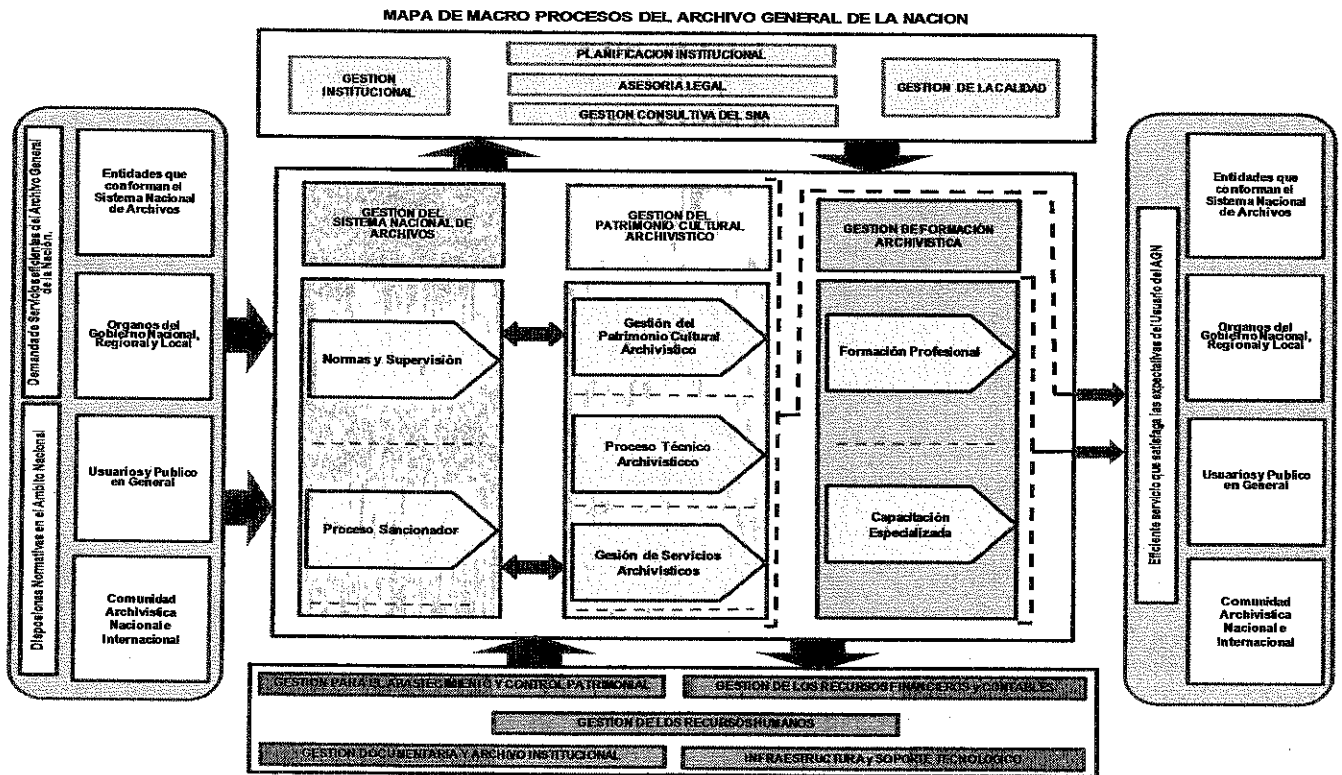 MAPA DE MACRO PROCESOS DEL ARCHIVO GENERAL DE LA NACION
GESTION
INSTITUCIONAL
PLANIFICACION INSTITUCIONAL
ASESORIA LEGAL
GESTION CONSULTIVA DEL SNA
GESTION DE LA CALIDAD
Demanda de Servicios eficientes del Archivo General
de la Nación.
Disposiciones Normativas en el Ámbito Nacional
Entidades que
conforman el
Sistema Nacional
de Archivos
Organos del
Gobierno Nacional,
Regional y Local
Usuarios y Publico
en General
Comunidad
Archivistica
Nacional e
Internacional
GESTION DEL
SISTEMA NACIONAL DE
ARCHIVOS
Normas y Supervisión
Proceso Sancionador
GESTION DEL
PATRIMONIO CULTURAL
ARCHIVISTICO
Gestión del
Patrimonio Cultural
Archivistico
Proceso Técnico
Archivisticco
Gesión de Servicios
Archivisticos
GESTION DE FORMACION
ARCHIVISTICA
Formación Profesional
Capacitación
Especializada
Eficiente servicio que satisfaga las expectativas del Usuario del AGN
Entidades que
conforman el
Sistema Nacional
de Archivos
Organos del
Gobierno Nacional,
Regional y Local
Usuarios y Publico
en General
Comunidad
Archivistica
Nacional e
Internacional
GESTION PARA EL ABASTECIMIENTO Y CONTROL PATRIMONIAL
GESTION DE LOS RECURSOS FINANCIEROS y CONTABLES
GESTION DE LOS RECURSOS HUMANOS
GESTION DOCUMENTARIA Y ARCHIVO INSTITUCIONAL
INFRAESTRUCTURA y SOPORTE TECNOLOGICO